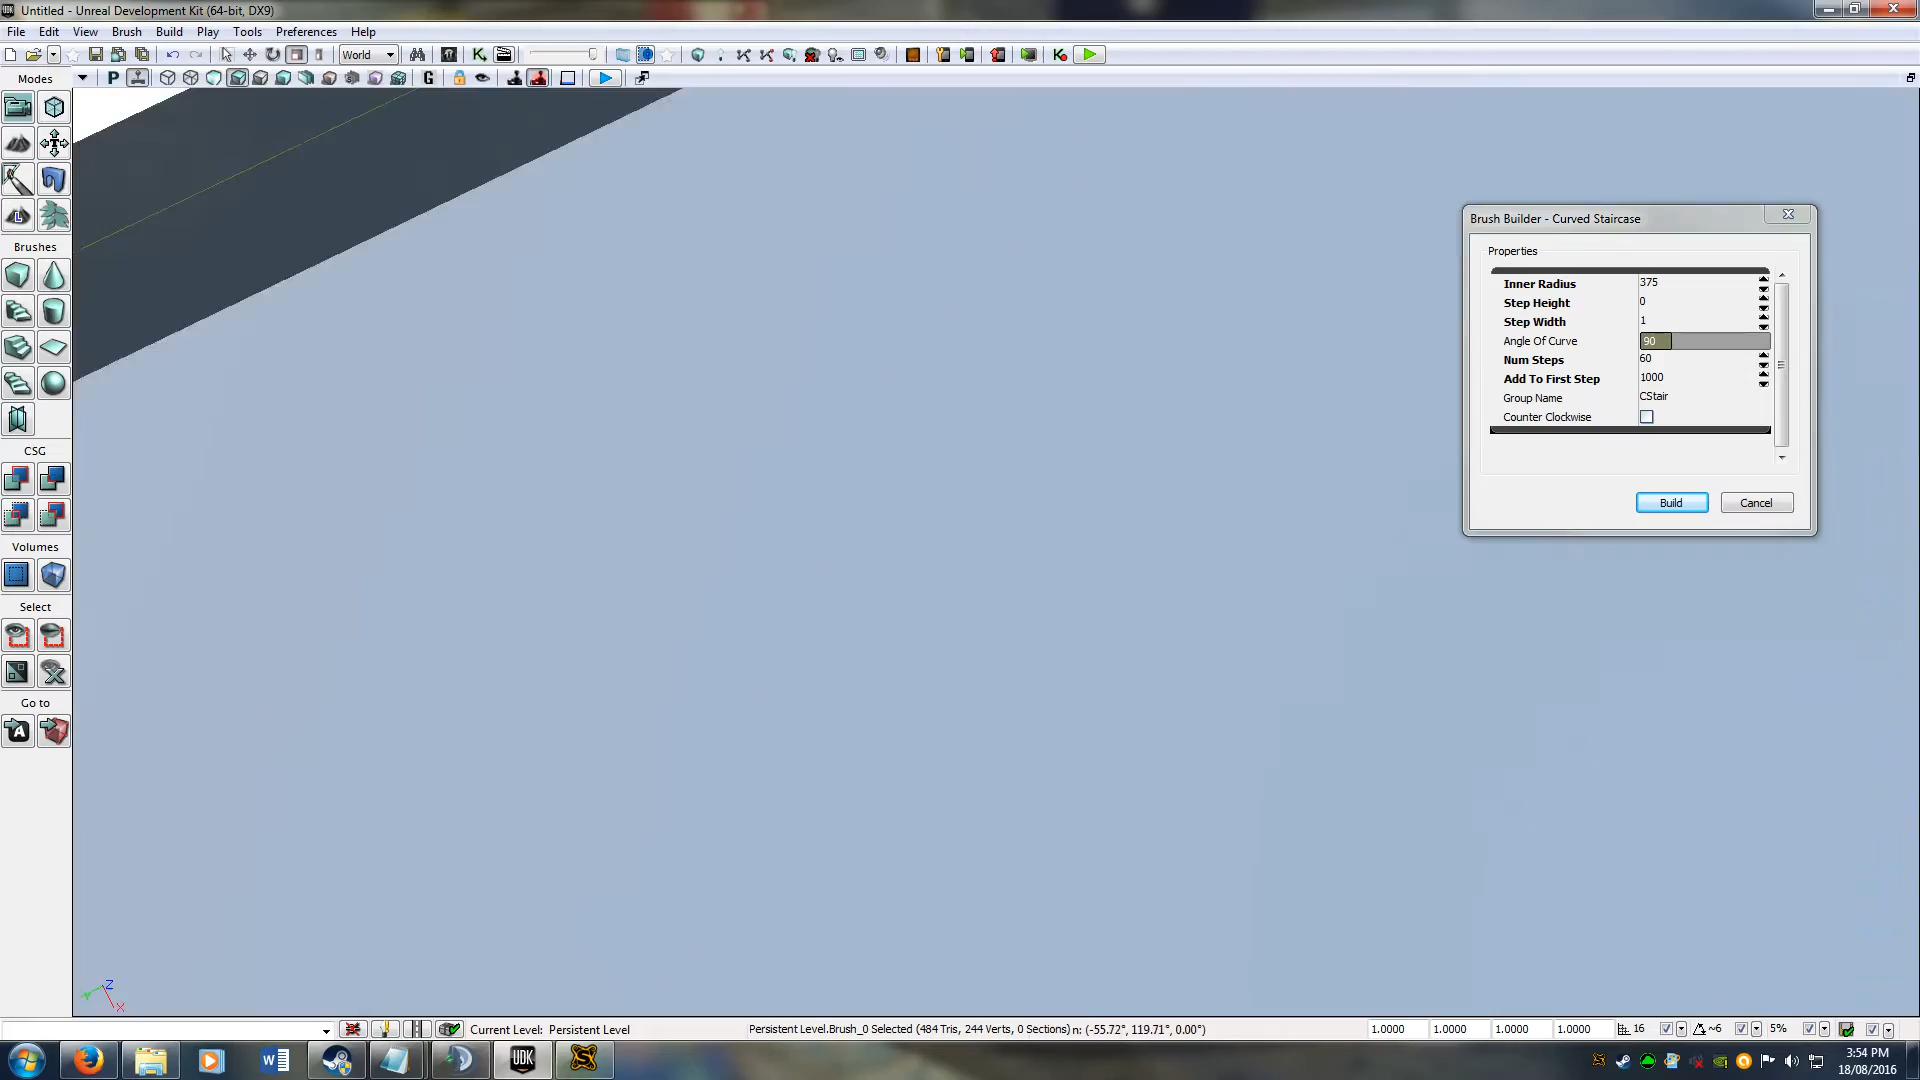 Untitled - Unreal Development Kit (64-bit, DX9)
File Edit View Brush Build Play Tools Preferences Help
World
Modes
P
G
L
Brushes
CSG
Volumes
Select
Go to
A
Brush Builder - Curved Staircase
Properties
Inner Radius 375
Step Height 0
Step Width 1
Angle Of Curve 90
Num Steps 60
Add To First Step 1000
Group Name CStair
Counter Clockwise
Build Cancel
Z
Y
X
Current Level: Persistent Level
Persistent Level.Brush_0 Selected (484 Tris, 244 Verts, 0 Sections) n: (-55.72°, 119.71°, 0.00°)
1.0000 1.0000 1.0000 1.0000 16 ~6 5%
UDK
3:54 PM
18/08/2016